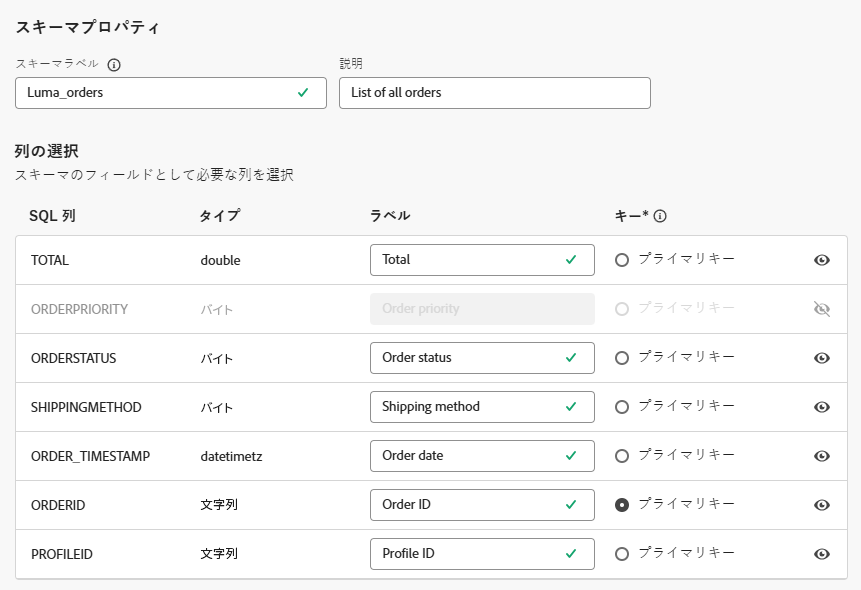 スキーマプロパティ
スキーマラベル 説明
Luma_orders List of all orders
列の選択
スキーマのフィールドとして必要な列を選択
SQL 列 タイプ ラベル キー*
TOTAL double Total プライマリキー
ORDERPRIORITY バイト Order priority プライマリキー
ORDERSTATUS バイト Order status プライマリキー
SHIPPINGMETHOD バイト Shipping method プライマリキー
ORDER_TIMESTAMP datetimetz Order date プライマリキー
ORDERID 文字列 Order ID プライマリキー
PROFILEID 文字列 Profile ID プライマリキー